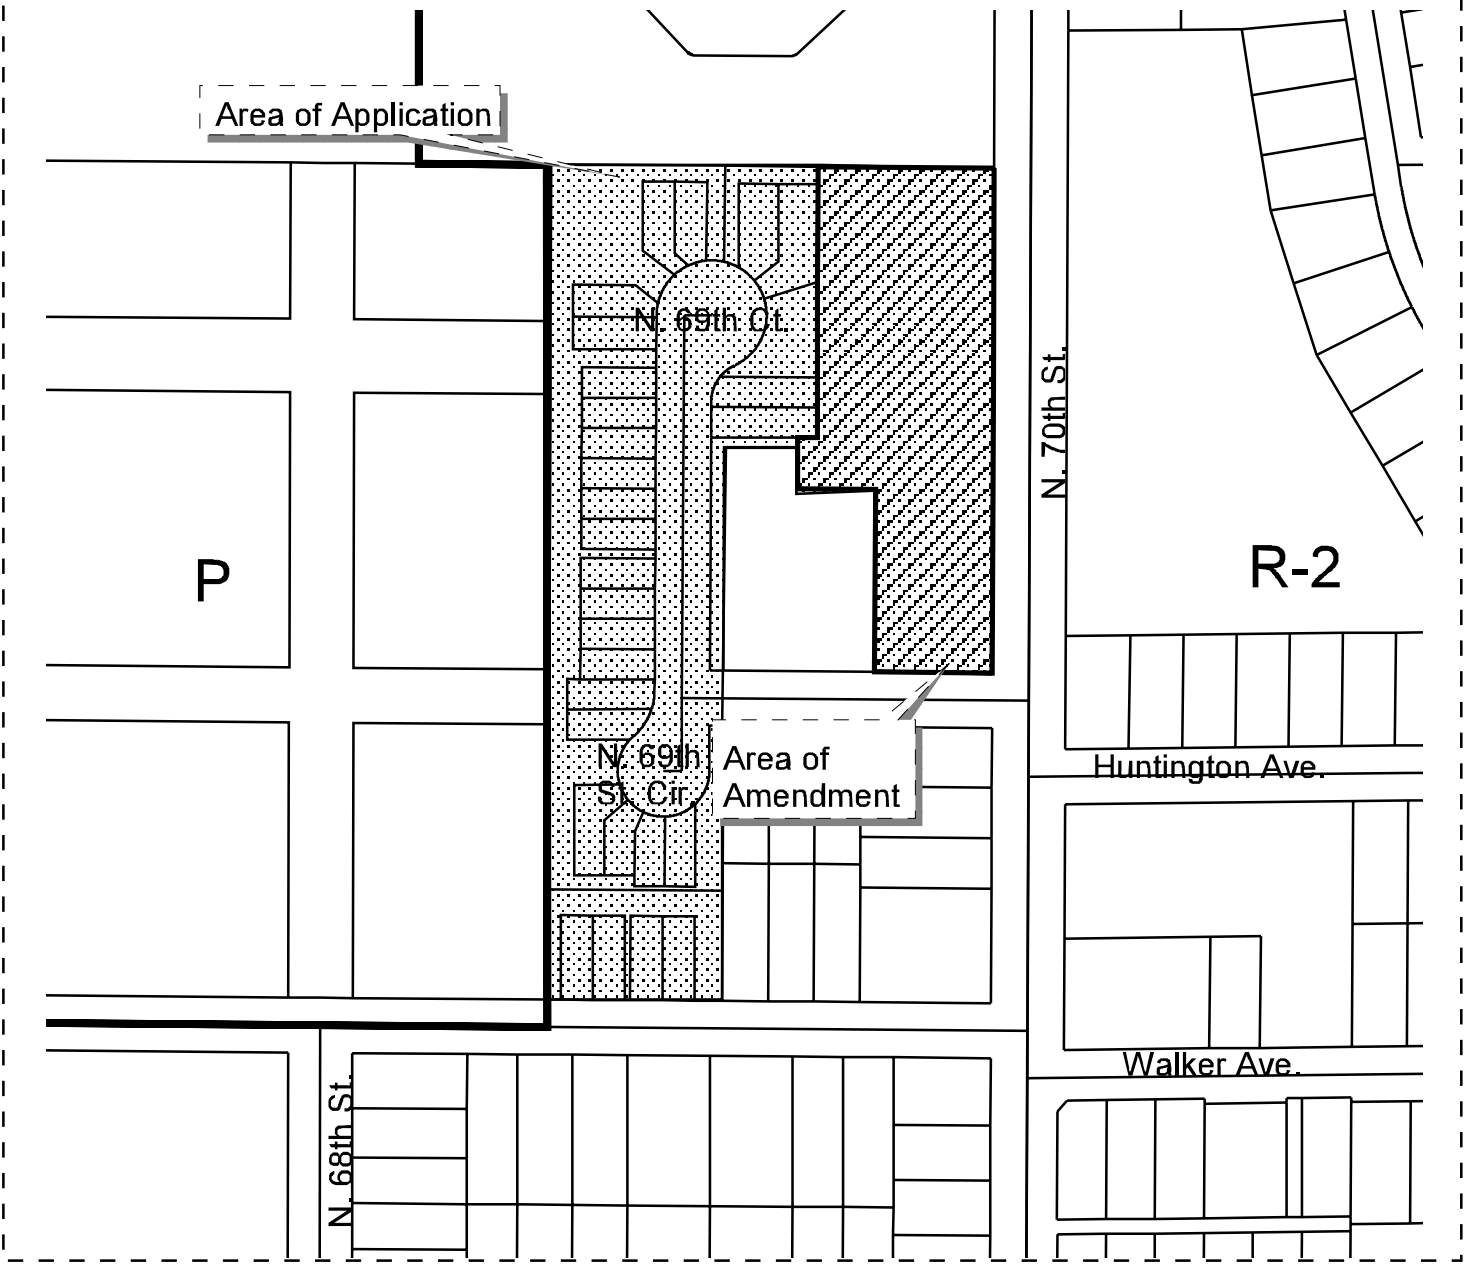 Area of Application
N. 69th Ct.
N. 70th St.
P
R-2
N. 69th
St. Cir.
Area of
Amendment
Huntington Ave.
Walker Ave.
N. 68th St.